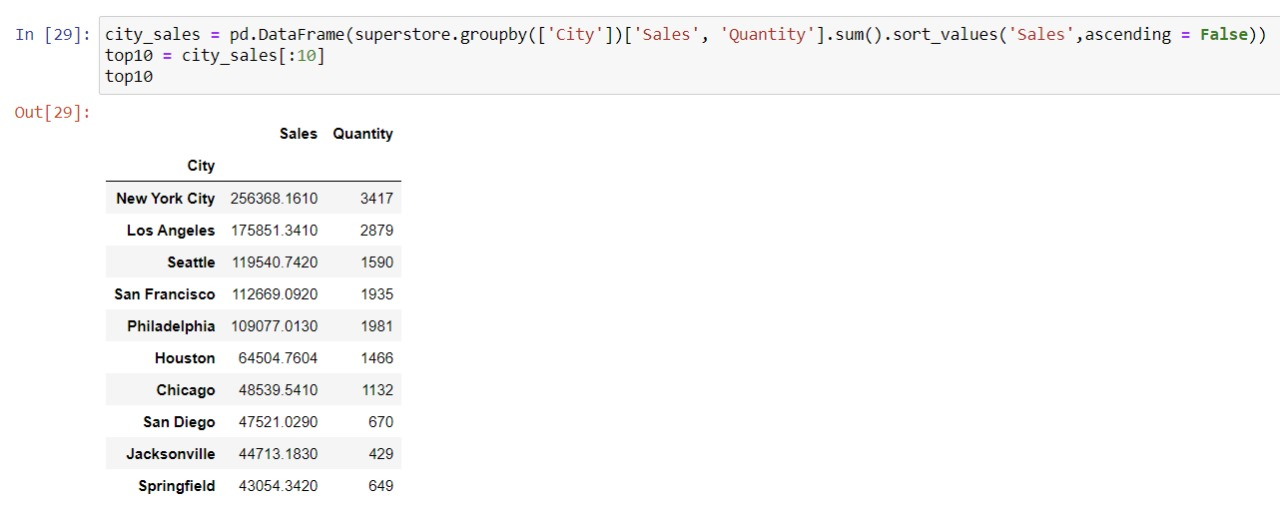 In [29]: city_sales = pd.DataFrame(superstore.groupby(['City'])['Sales', 'Quantity'].sum().sort_values('Sales',ascending = False))
top10 = city_sales[:10]
top10
Out[29]:
Sales Quantity
City
New York City 256368.1610 3417
Los Angeles 175851.3410 2879
Seattle 119540.7420 1590
San Francisco 112669.0920 1935
Philadelphia 109077.0130 1981
Houston 64504.7604 1466
Chicago 48539.5410 1132
San Diego 47521.0290 670
Jacksonville 44713.1830 429
Springfield 43054.3420 649